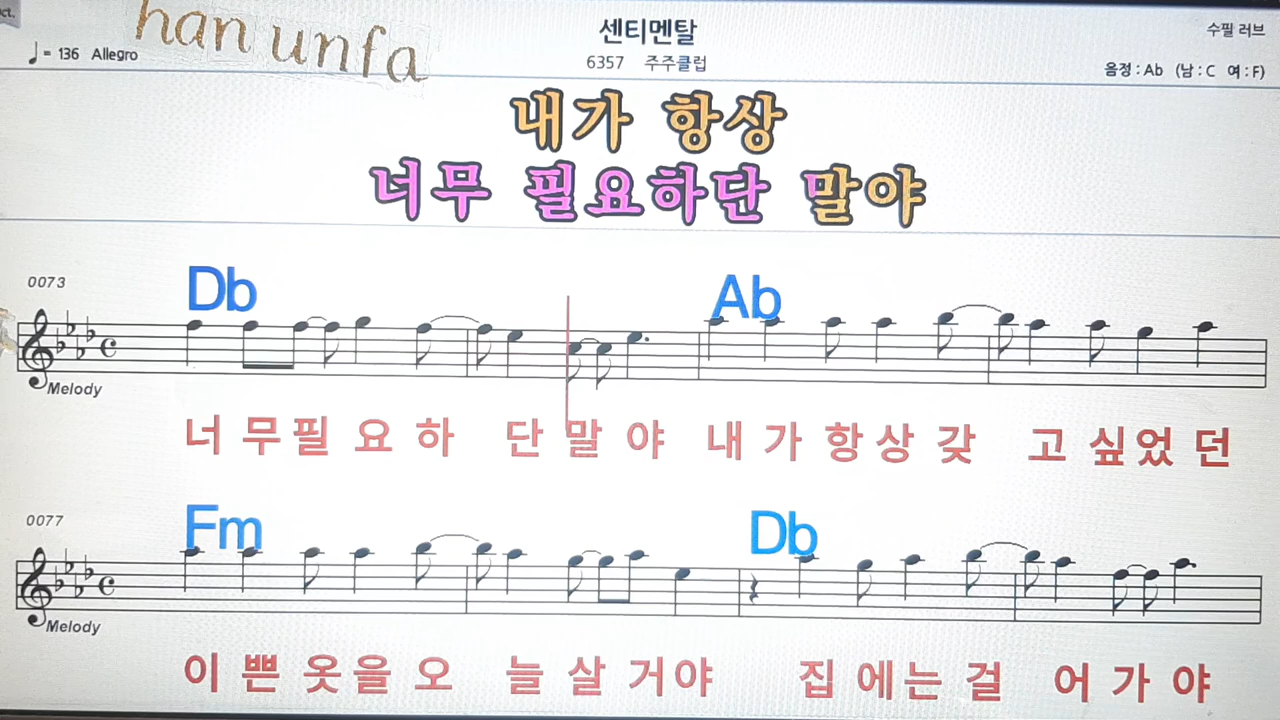 ct.
han unfa
♩= 136 Allegro
센티멘탈
수필 러브
6357 주주클럽
음정 : Ab (남 : C 여 : F)
내가 항상
너무 필요하단 말야
0073
Db Ab
Melody
너 무 필 요 하 단 말 야 내 가 항 상 갖 고 싶 었 던
0077
Fm Db
Melody
이 쁜 옷 을 오 늘 살 거 야 집 에 는 걸 어 가 야